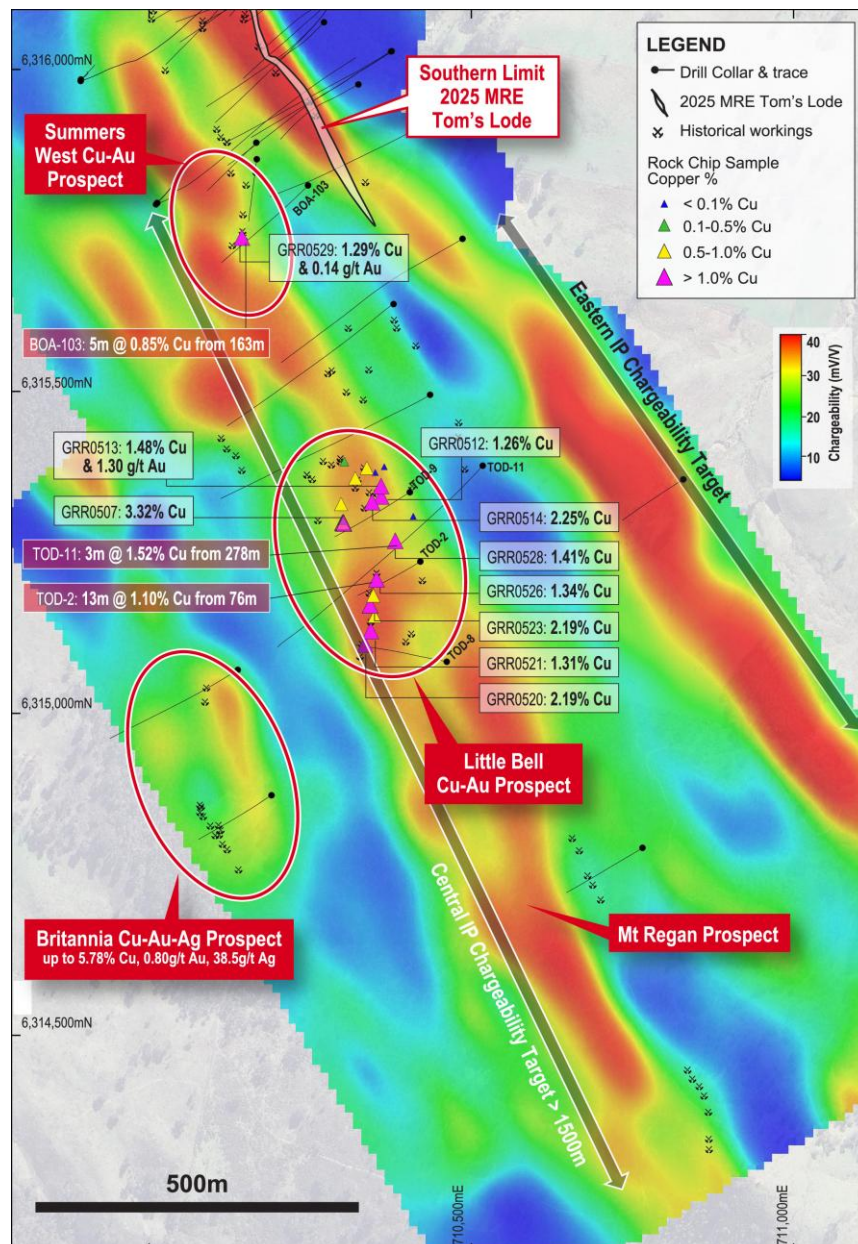 6,316,000mN
Southern Limit
2025 MRE
Tom's Lode
LEGEND
Drill Collar & trace
2025 MRE Tom's Lode
Historical workings
Rock Chip Sample
Copper %
< 0.1% Cu
0.1-0.5% Cu
0.5-1.0% Cu
> 1.0% Cu
Summers
West Cu-Au
Prospect
BOA-103
GRR0529: 1.29% Cu
& 0.14 g/t Au
BOA-103: 5m @ 0.85% Cu from 163m
Eastern IP Chargeability Target
40
30
20
10
Chargeability (mV/V)
6,315,500mN
GRR0513: 1.48% Cu
& 1.30 g/t Au
GRR0512: 1.26% Cu
TOD-9
TOD-11
GRR0507: 3.32% Cu
GRR0514: 2.25% Cu
TOD-11: 3m @ 1.52% Cu from 278m
TOD-2
GRR0528: 1.41% Cu
TOD-2: 13m @ 1.10% Cu from 76m
GRR0526: 1.34% Cu
GRR0523: 2.19% Cu
TOD-8
GRR0521: 1.31% Cu
GRR0520: 2.19% Cu
6,315,000mN
Little Bell
Cu-Au Prospect
Central IP Chargeability Target > 1500m
Britannia Cu-Au-Ag Prospect
up to 5.78% Cu, 0.80g/t Au, 38.5g/t Ag
Mt Regan Prospect
6,314,500mN
500m
710,500mE
711,000mE